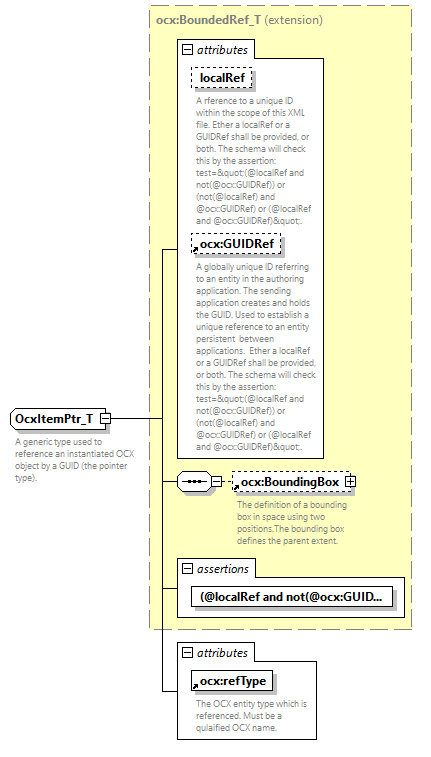 ocx:BoundedRef_T (extension)
attributes
localRef
A rference to a unique ID
within the scope of this XML
file. Ether a localRef or a
GUIDRef shall be provided, or
both. The schema will check
this by the assertion:
test=&quot;(@localRef and
not(@ocx:GUIDRef)) or
(not(@localRef) and
@ocx:GUIDRef) or (@localRef
and @ocx:GUIDRef)&quot;.
ocx:GUIDRef
A globally unique ID referring
to an entity in the authoring
application. The sending
application creates and holds
the GUID. Used to establish a
unique reference to an entity
persistent between
applications. Ether a localRef
or a GUIDRef shall be provided,
or both. The schema will check
this by the assertion:
test=&quot;(@localRef and
not(@ocx:GUIDRef)) or
(not(@localRef) and
@ocx:GUIDRef) or (@localRef
and @ocx:GUIDRef)&quot;.
OcxItemPtr_T
A generic type used to
reference an instantiated OCX
object by a GUID (the pointer
type).
ocx:BoundingBox
The definition of a bounding
box in space using two
positions.The bounding box
defines the parent extent.
assertions
(@localRef and not(@ocx:GUID...
attributes
ocx:refType
The OCX entity type which is
referenced. Must be a
qulaified OCX name.